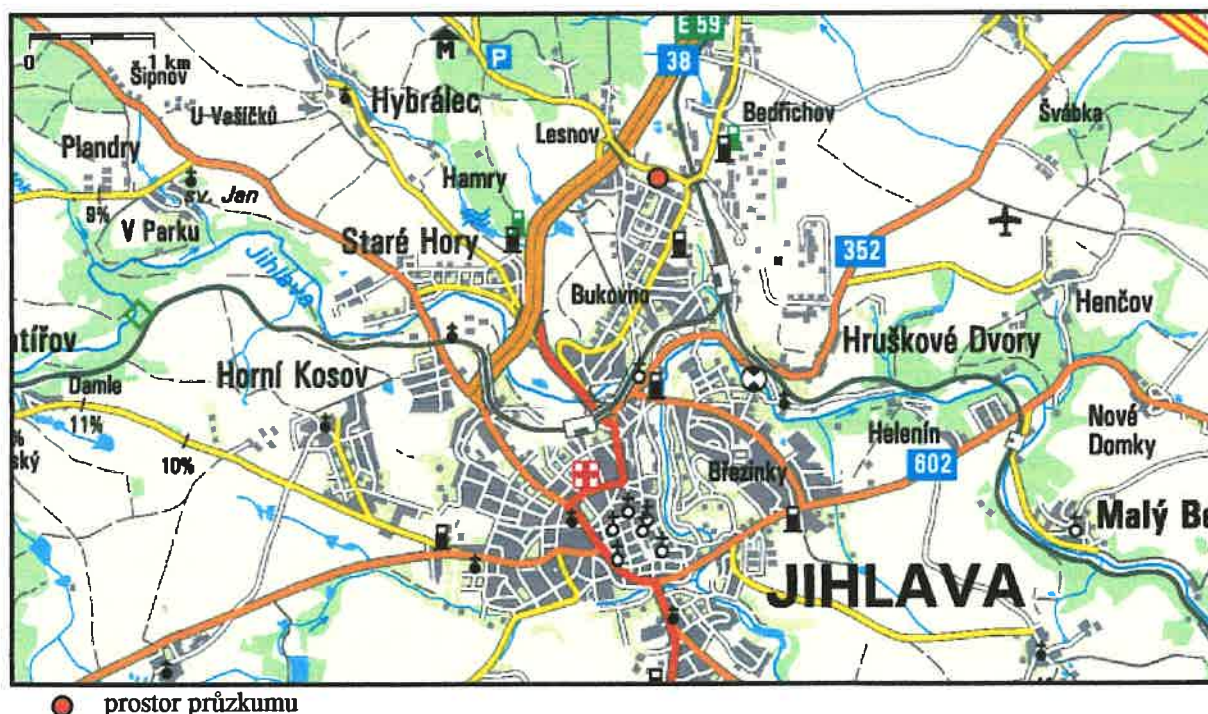 E 59
38
0 1 km
Šipnov
P
U Vašíčků
Hybrálec
Lesnov
Bedřichov
Švábka
Plandry
Hamry
9%
sv. Jan
V Parku
Staré Hory
352
Jihlava
Bukovno
Henčov
Hruškové Dvory
Horní Kosov
Damle
11%
Nové
Domky
Helenín
10%
Březinky
602
Malý Be
JIHLAVA
prostor průzkumu